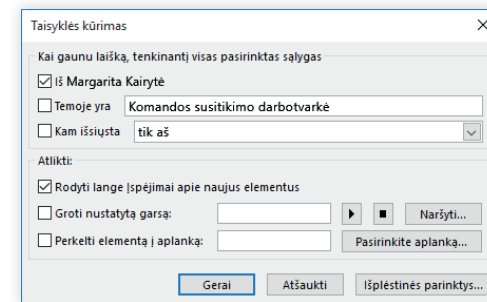 Taisyklės kūrimas
Kai gaunu laišką, tenkinantį visas pasirinktas sąlygas
Iš Margarita Kairytė
Temoje yra Komandos susitikimo darbotvarkė
Kam išsiųsta tik aš
Atlikti:
Rodyti lange Įspėjimai apie naujus elementus
Groti nustatytą garsą: Naršyti...
Perkelti elementą į aplanką: Pasirinkite aplanką...
Gerai Atšaukti Išplėstinės parinktys...